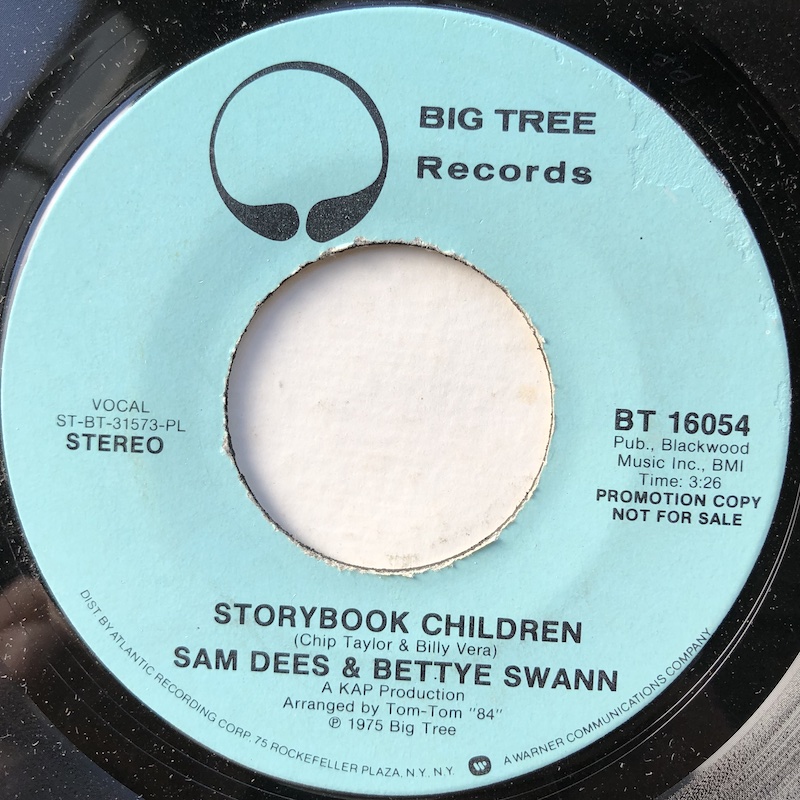 BIG TREE
Records
VOCAL
ST-BT-31573-PL
STEREO
BT 16054
Pub., Blackwood
Music Inc., BMI
Time: 3:26
PROMOTION COPY
NOT FOR SALE
STORYBOOK CHILDREN
(Chip Taylor & Billy Vera)
SAM DEES & BETTYE SWANN
A KAP Production
Arranged by Tom-Tom "84"
℗ 1975 Big Tree
DIST BY ATLANTIC RECORDING CORP. 75 ROCKEFELLER PLAZA, N.Y. N.Y. A WARNER COMMUNICATIONS COMPANY